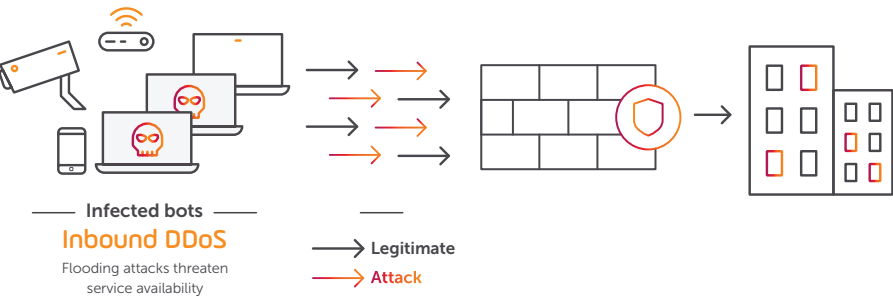 Infected bots
Inbound DDoS
Flooding attacks threaten
service availability
Legitimate
Attack